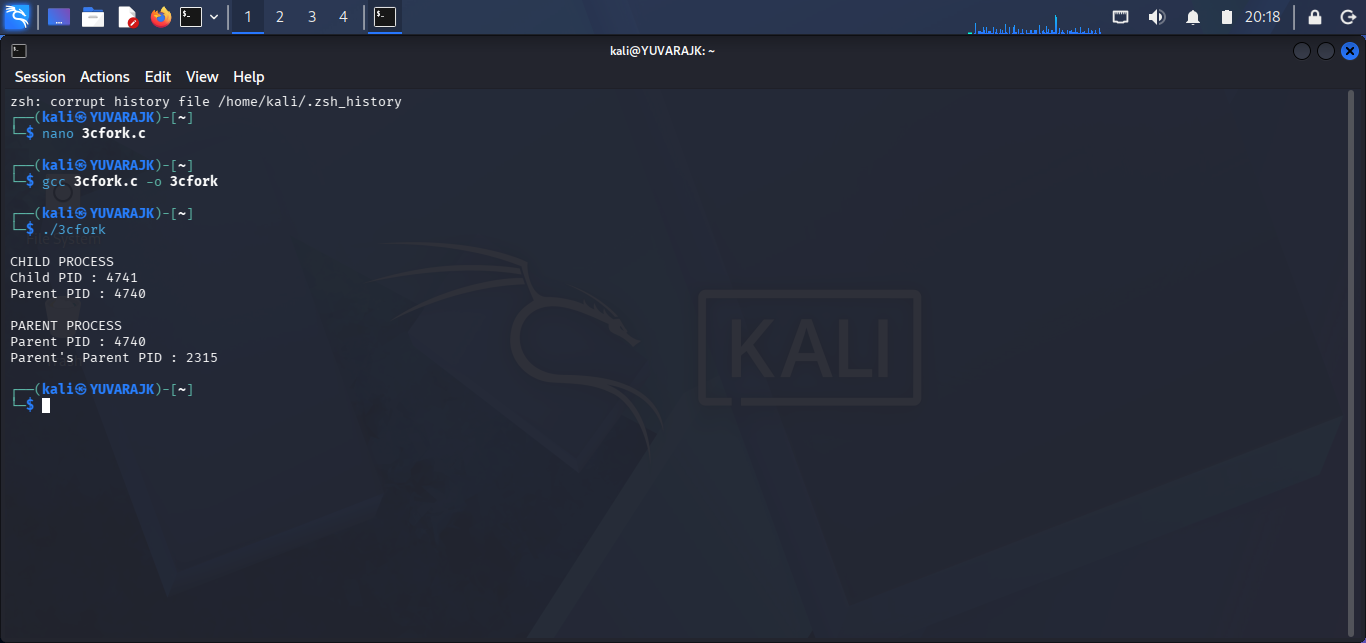 1 2 3 4 20:18
kali@YUVARAJK: ~
Session Actions Edit View Help
zsh: corrupt history file /home/kali/.zsh_history
┌──(kali㉿YUVARAJK)-[~]
└─$ nano 3cfork.c
┌──(kali㉿YUVARAJK)-[~]
└─$ gcc 3cfork.c -o 3cfork
┌──(kali㉿YUVARAJK)-[~]
└─$ ./3cfork
File System
CHILD PROCESS
Child PID : 4741
Parent PID : 4740
PARENT PROCESS
Parent PID : 4740
Parent's Parent PID : 2315
┌──(kali㉿YUVARAJK)-[~]
└─$
KALI